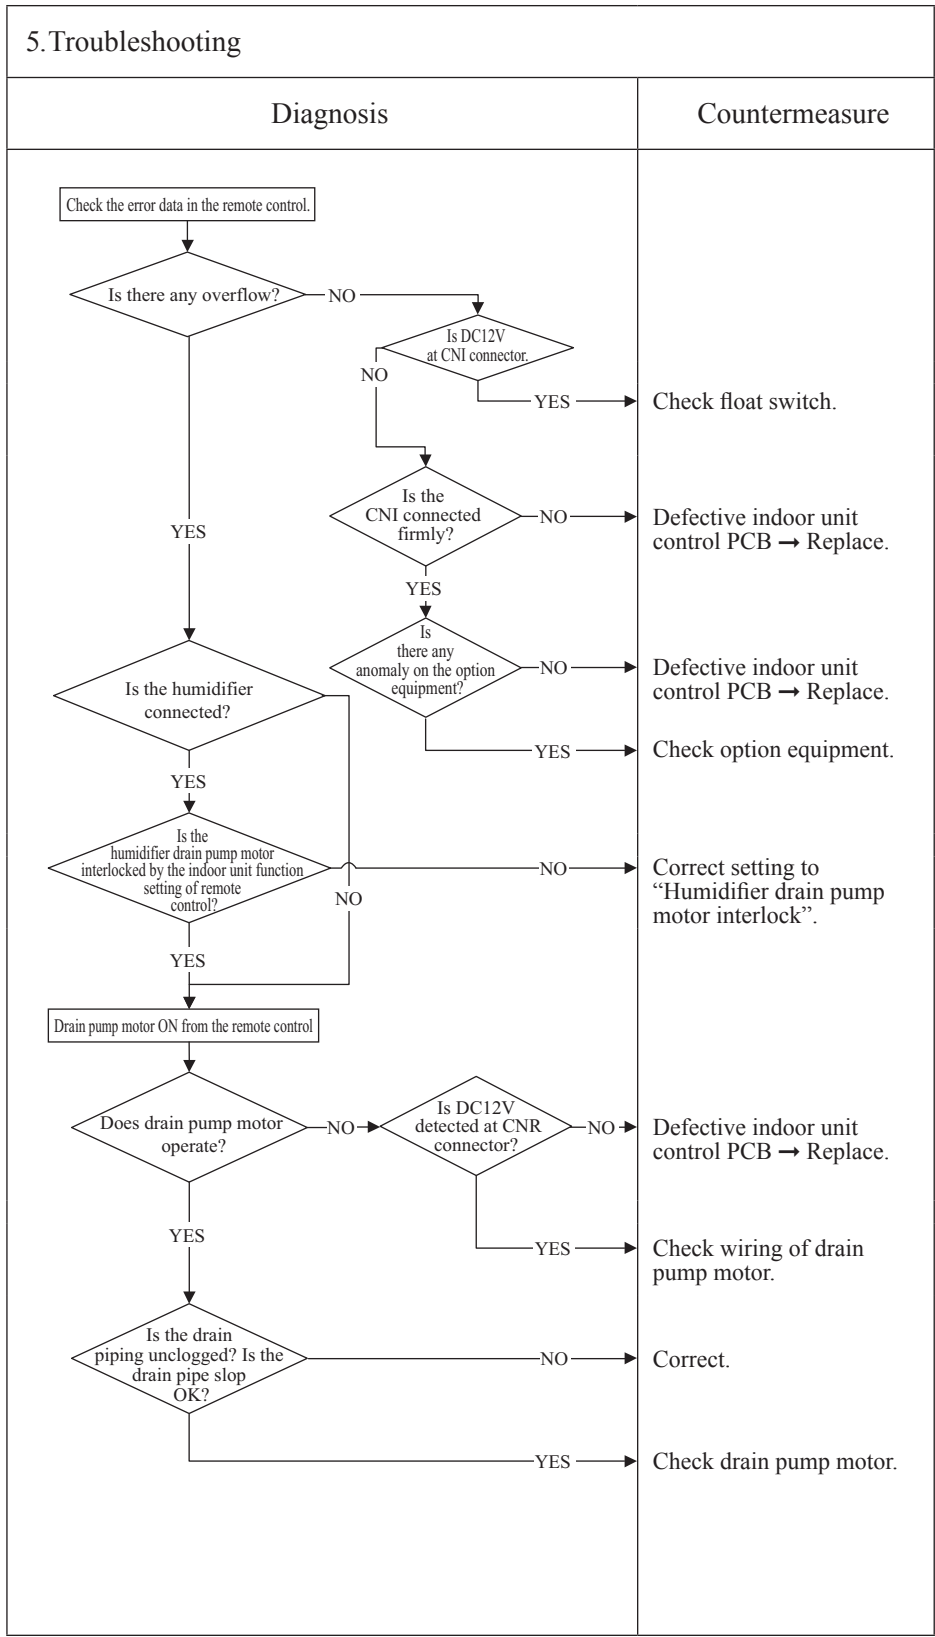 5.Troubleshooting
Diagnosis
Countermeasure
Check the error data in the remote control.
Is there any overflow?
NO
Is DC12V
at CNI connector.
NO
YES
Check float switch.
Is the
CNI connected
firmly?
NO
Defective indoor unit
control PCB → Replace.
YES
YES
Is
there any
anomaly on the option
equipment?
NO
Defective indoor unit
control PCB → Replace.
Is the humidifier
connected?
YES
Check option equipment.
YES
Is the
humidifier drain pump motor
interlocked by the indoor unit function
setting of remote
control?
NO
Correct setting to
“Humidifier drain pump
motor interlock”.
NO
YES
Drain pump motor ON from the remote control
Does drain pump motor
operate?
NO
Is DC12V
detected at CNR
connector?
NO
Defective indoor unit
control PCB → Replace.
YES
YES
Check wiring of drain
pump motor.
Is the drain
piping unclogged? Is the
drain pipe slop
OK?
NO
Correct.
YES
Check drain pump motor.